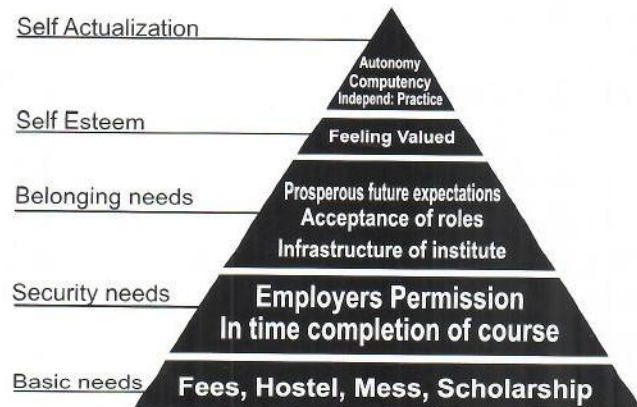 Self Actualization
Autonomy
Computency
Independ: Practice
Self Esteem
Feeling Valued
Belonging needs
Prosperous future expectations
Acceptance of roles
Infrastructure of institute
Security needs
Employers Permission
In time completion of course
Basic needs
Fees, Hostel, Mess, Scholarship